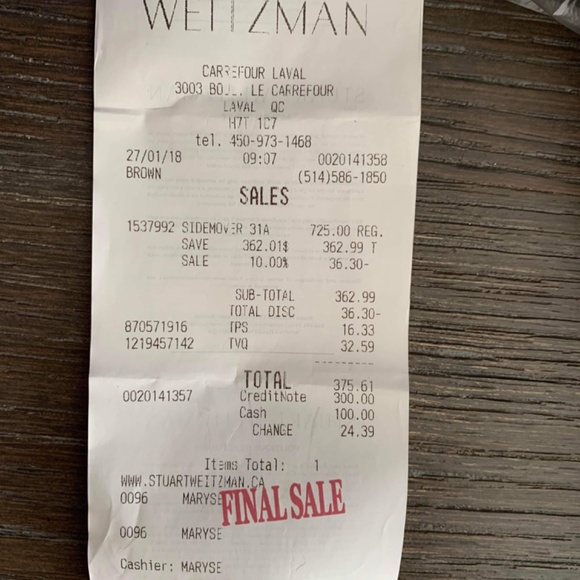 WEITZMAN
CARREFOUR LAVAL
3003 LE CARREFOUR
LAVAL QC
H7T 1C7
tel. 450-973-1468
27/01/18 09:07 0020141358
BROWN (514)586-1850
SALES
1537992 SIDEMOVER 31A 725.00 REG.
SAVE 362.01$ 362.99 T
SALE 10.00% 36.30-
SUB-TOTAL 362.99
TOTAL DISC 36.30-
870571916 TPS 16.33
1219457142 TVQ 32.59
---------
TOTAL 375.61
0020141357 CreditNote 300.00
Cash 100.00
CHANGE 24.39
Items Total: 1
WWW.STUARTWEITZMAN.CA
0096 MARYSE
FINAL SALE
0096 MARYSE
Cashier: MARYSE